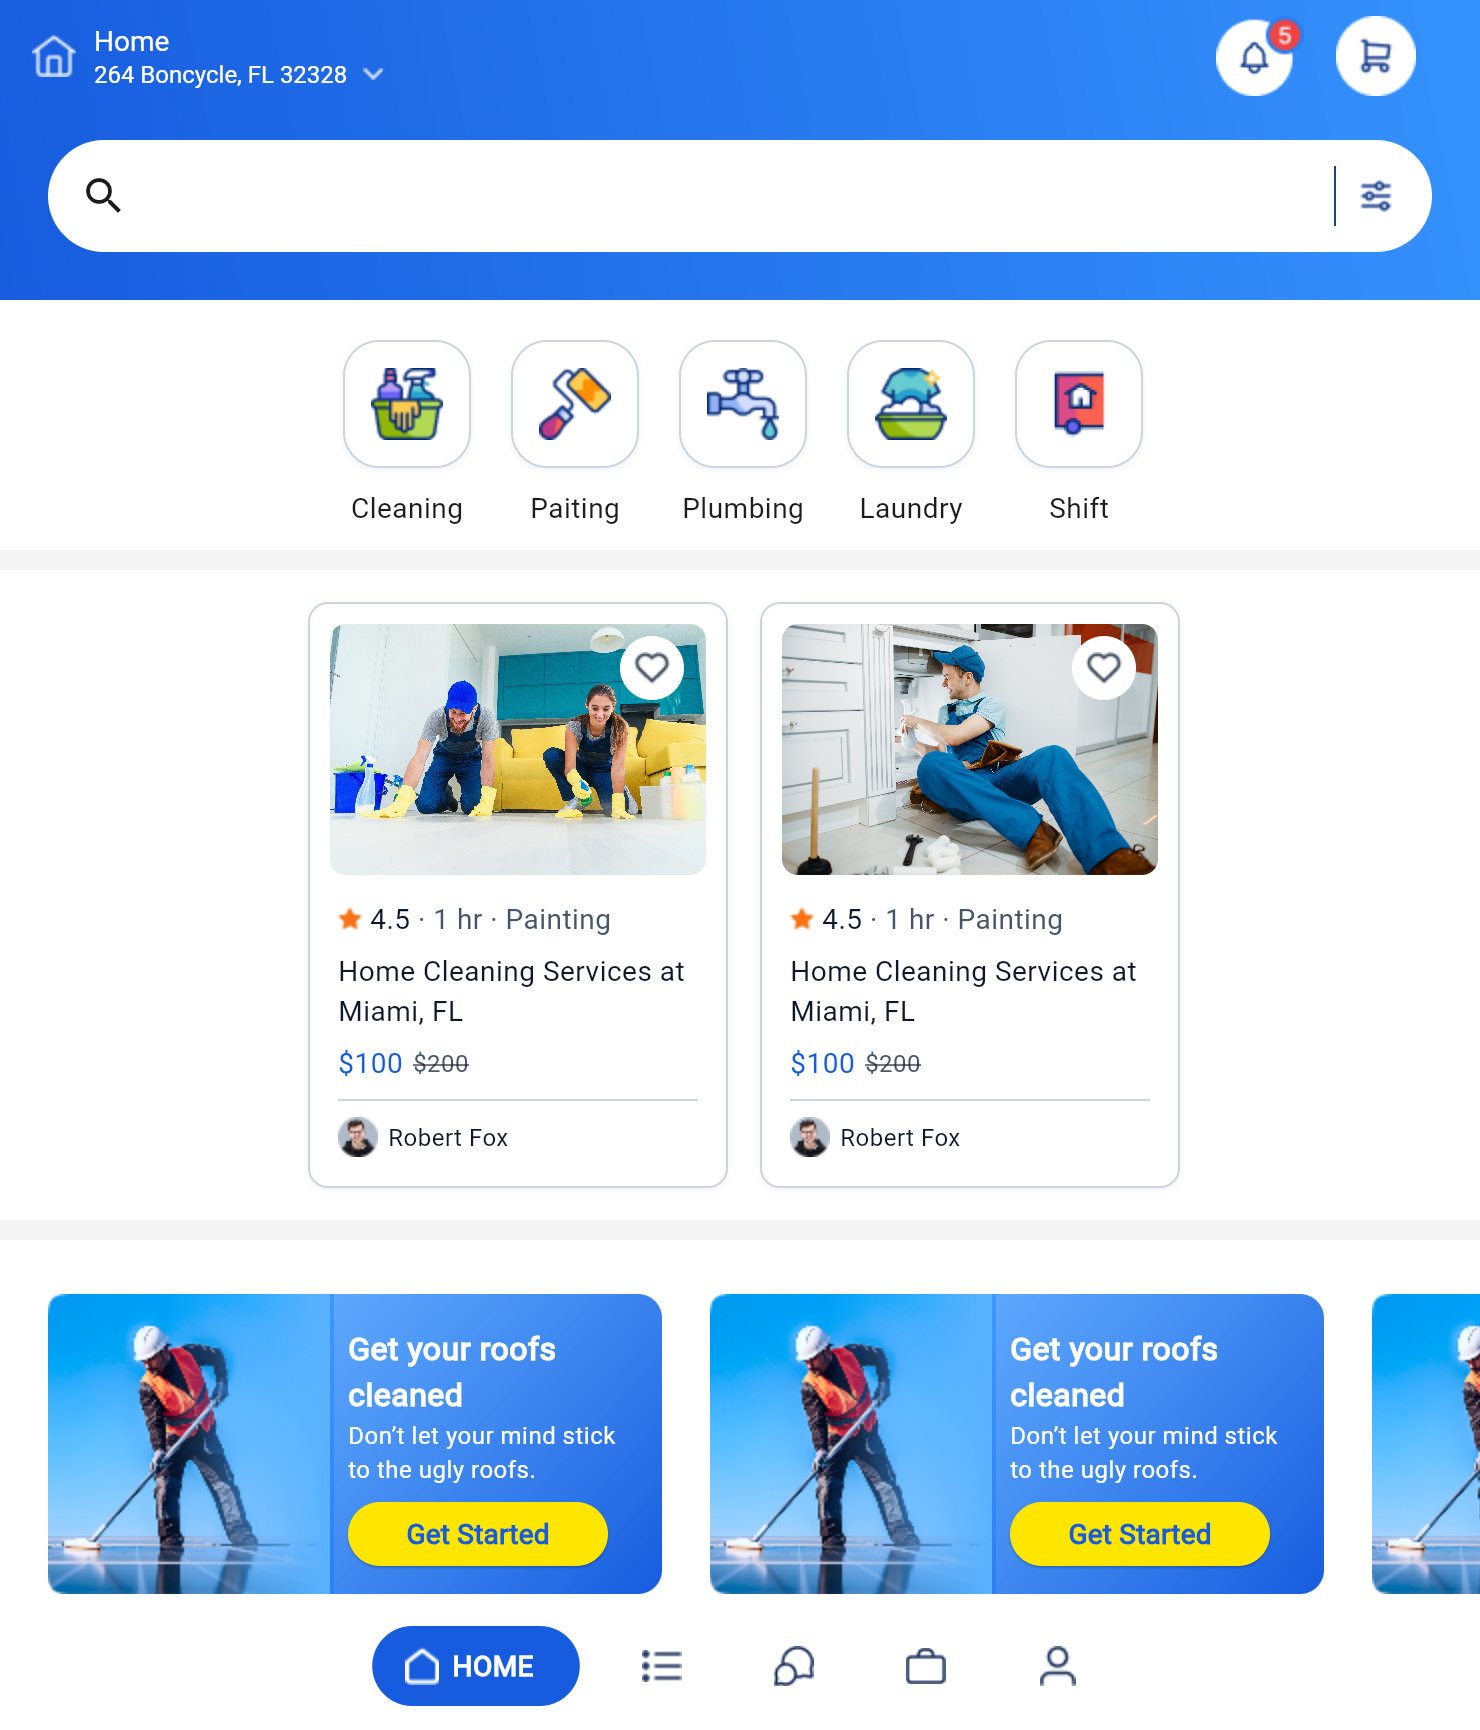 Home
264 Boncycle, FL 32328
5
Cleaning
Paiting
Plumbing
Laundry
Shift
4.5 · 1 hr · Painting
Home Cleaning Services at
Miami, FL
$100 $200
Robert Fox
4.5 · 1 hr · Painting
Home Cleaning Services at
Miami, FL
$100 $200
Robert Fox
Get your roofs
cleaned
Don’t let your mind stick
to the ugly roofs.
Get Started
Get your roofs
cleaned
Don’t let your mind stick
to the ugly roofs.
Get Started
HOME